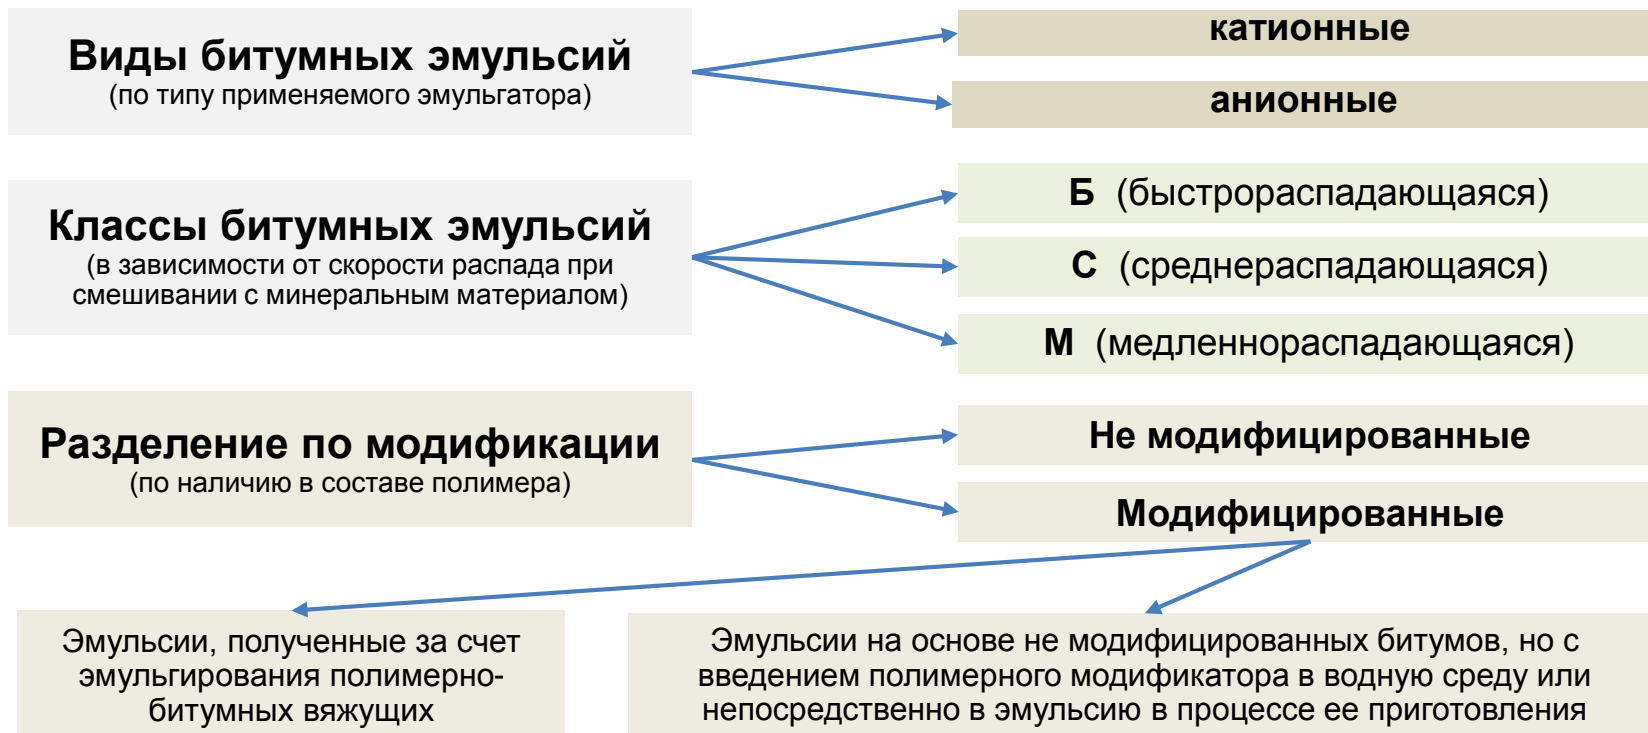 Виды битумных эмульсий
(по типу применяемого эмульгатора)
катионные
анионные
Классы битумных эмульсий
(в зависимости от скорости распада при
смешивании с минеральным материалом)
Б (быстрораспадающаяся)
С (среднераспадающаяся)
М (медленнораспадающаяся)
Разделение по модификации
(по наличию в составе полимера)
Не модифицированные
Модифицированные
Эмульсии, полученные за счет
эмульгирования полимерно-
битумных вяжущих
Эмульсии на основе не модифицированных битумов, но с
введением полимерного модификатора в водную среду или
непосредственно в эмульсию в процессе ее приготовления